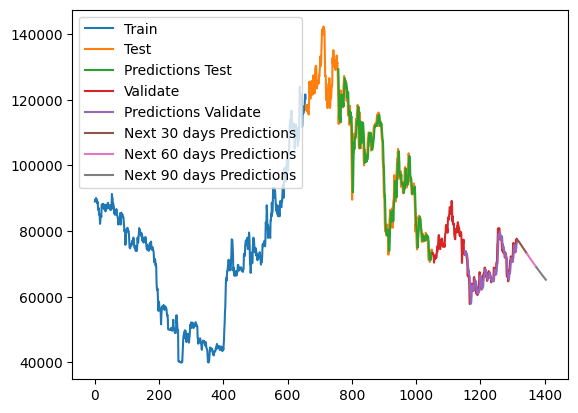 140000
120000
100000
80000
60000
40000
Train
Test
Predictions Test
Validate
Predictions Validate
Next 30 days Predictions
Next 60 days Predictions
Next 90 days Predictions
0 200 400 600 800 1000 1200 1400